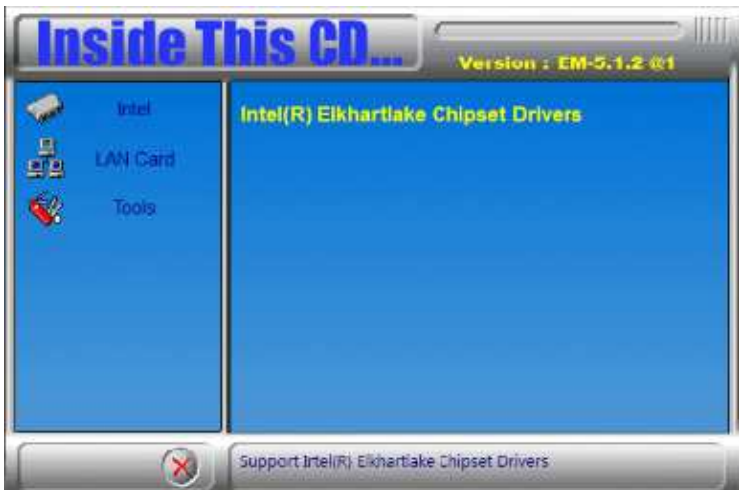 Inside This CD...
Version : EM-5.1.2 @1
Intel
LAN Card
Tools
Intel(R) Elkhartlake Chipset Drivers
Support Intel(R) Elkhartlake Chipset Drivers